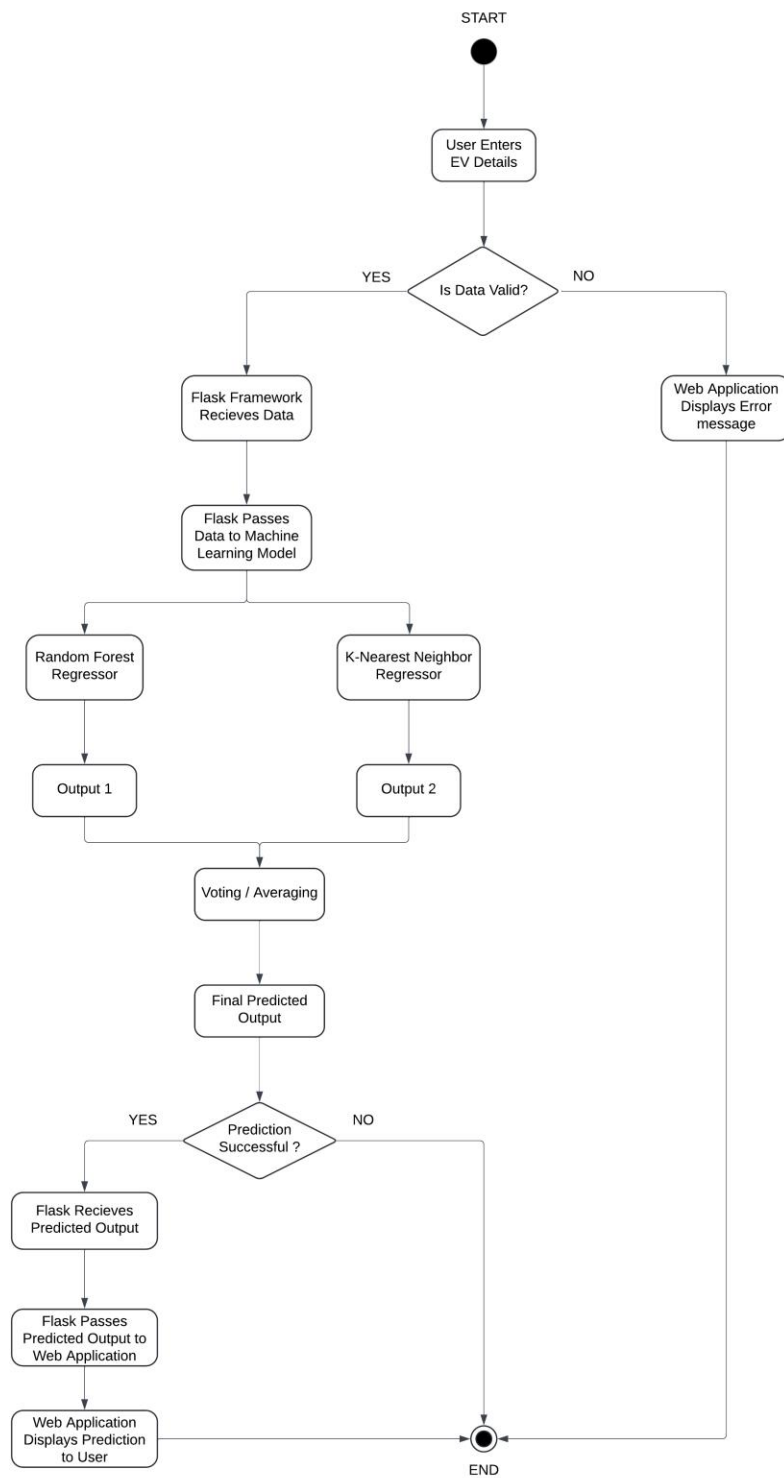 START
User Enters
EV Details
Is Data Valid?
YES
NO
Flask Framework
Recieves Data
Web Application
Displays Error
message
Flask Passes
Data to Machine
Learning Model
Random Forest
Regressor
K-Nearest Neighbor
Regressor
Output 1
Output 2
Voting / Averaging
Final Predicted
Output
Prediction
Successful ?
YES
NO
Flask Recieves
Predicted Output
Flask Passes
Predicted Output to
Web Application
Web Application
Displays Prediction
to User
END